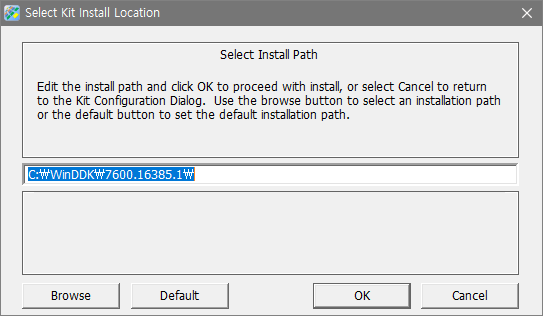 Select Kit Install Location
Select Install Path
Edit the install path and click OK to proceed with install, or select Cancel to return
to the Kit Configuration Dialog.  Use the browse button to select an installation path
or the default button to set the default installation path.
C:₩WinDDK₩7600.16385.1₩
Browse
Default
OK
Cancel